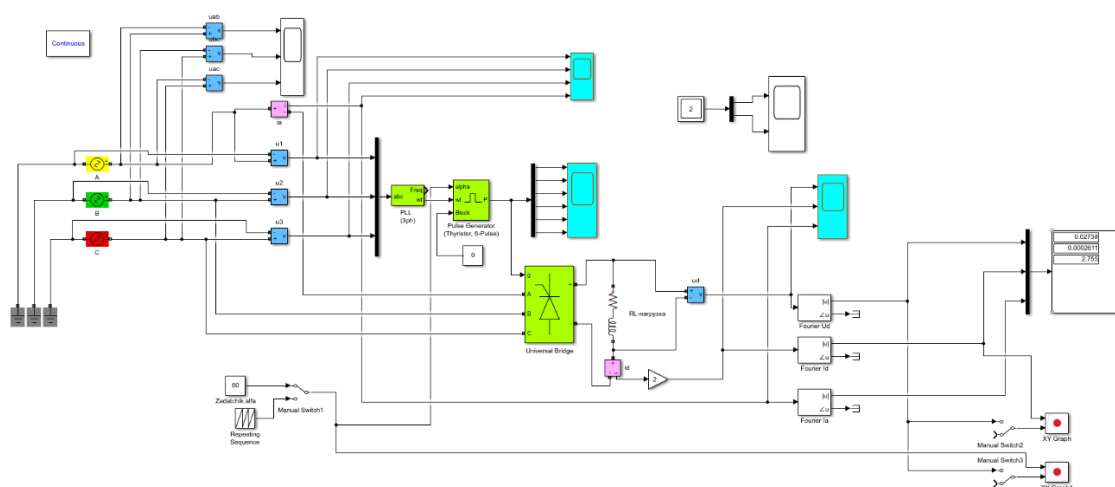 Continuous
uab
uac
ia
A
B
C
u1
u2
u3
abc
Freq
wt
PLL
(3ph)
alpha
wt
Block
P
Pulse Generator
(Thyristor, 6-Pulse)
0
2
g
A
B
C
+
-
Universal Bridge
RL-нагрузка
ud
id
2
|u|
∠u
Fourier Ud
|u|
∠u
Fourier Id
|u|
∠u
Fourier Ia
0.02738
0.0002611
2.755
60
Zadatchik alfa
Manual Switch1
Repeating
Sequence
Manual Switch2
XY Graph
Manual Switch3